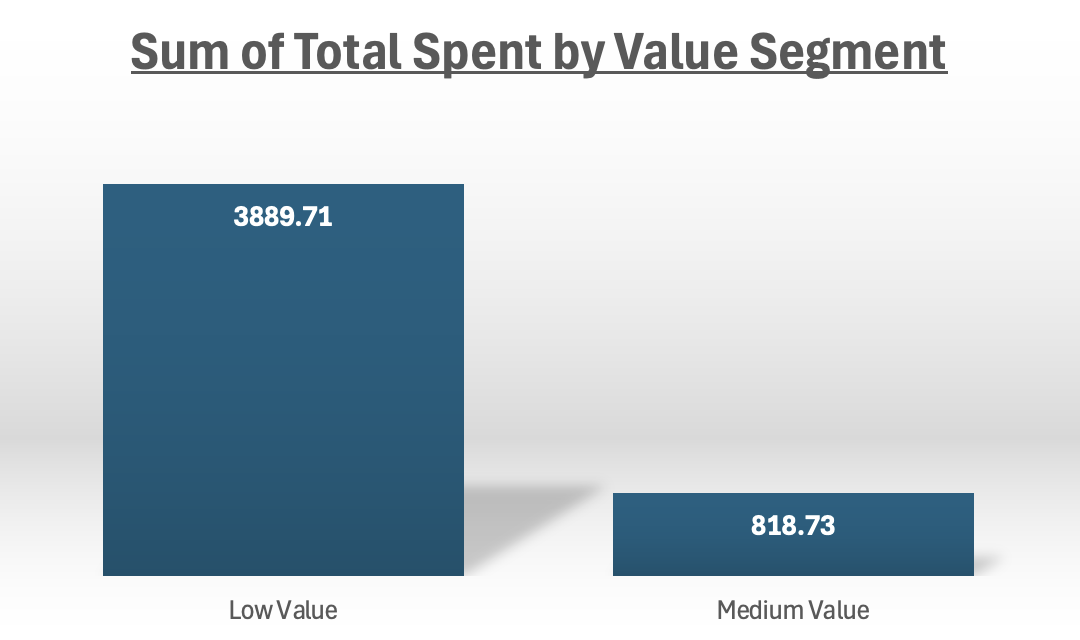 Sum of Total Spent by Value Segment
3889.71
818.73
Low Value
Medium Value